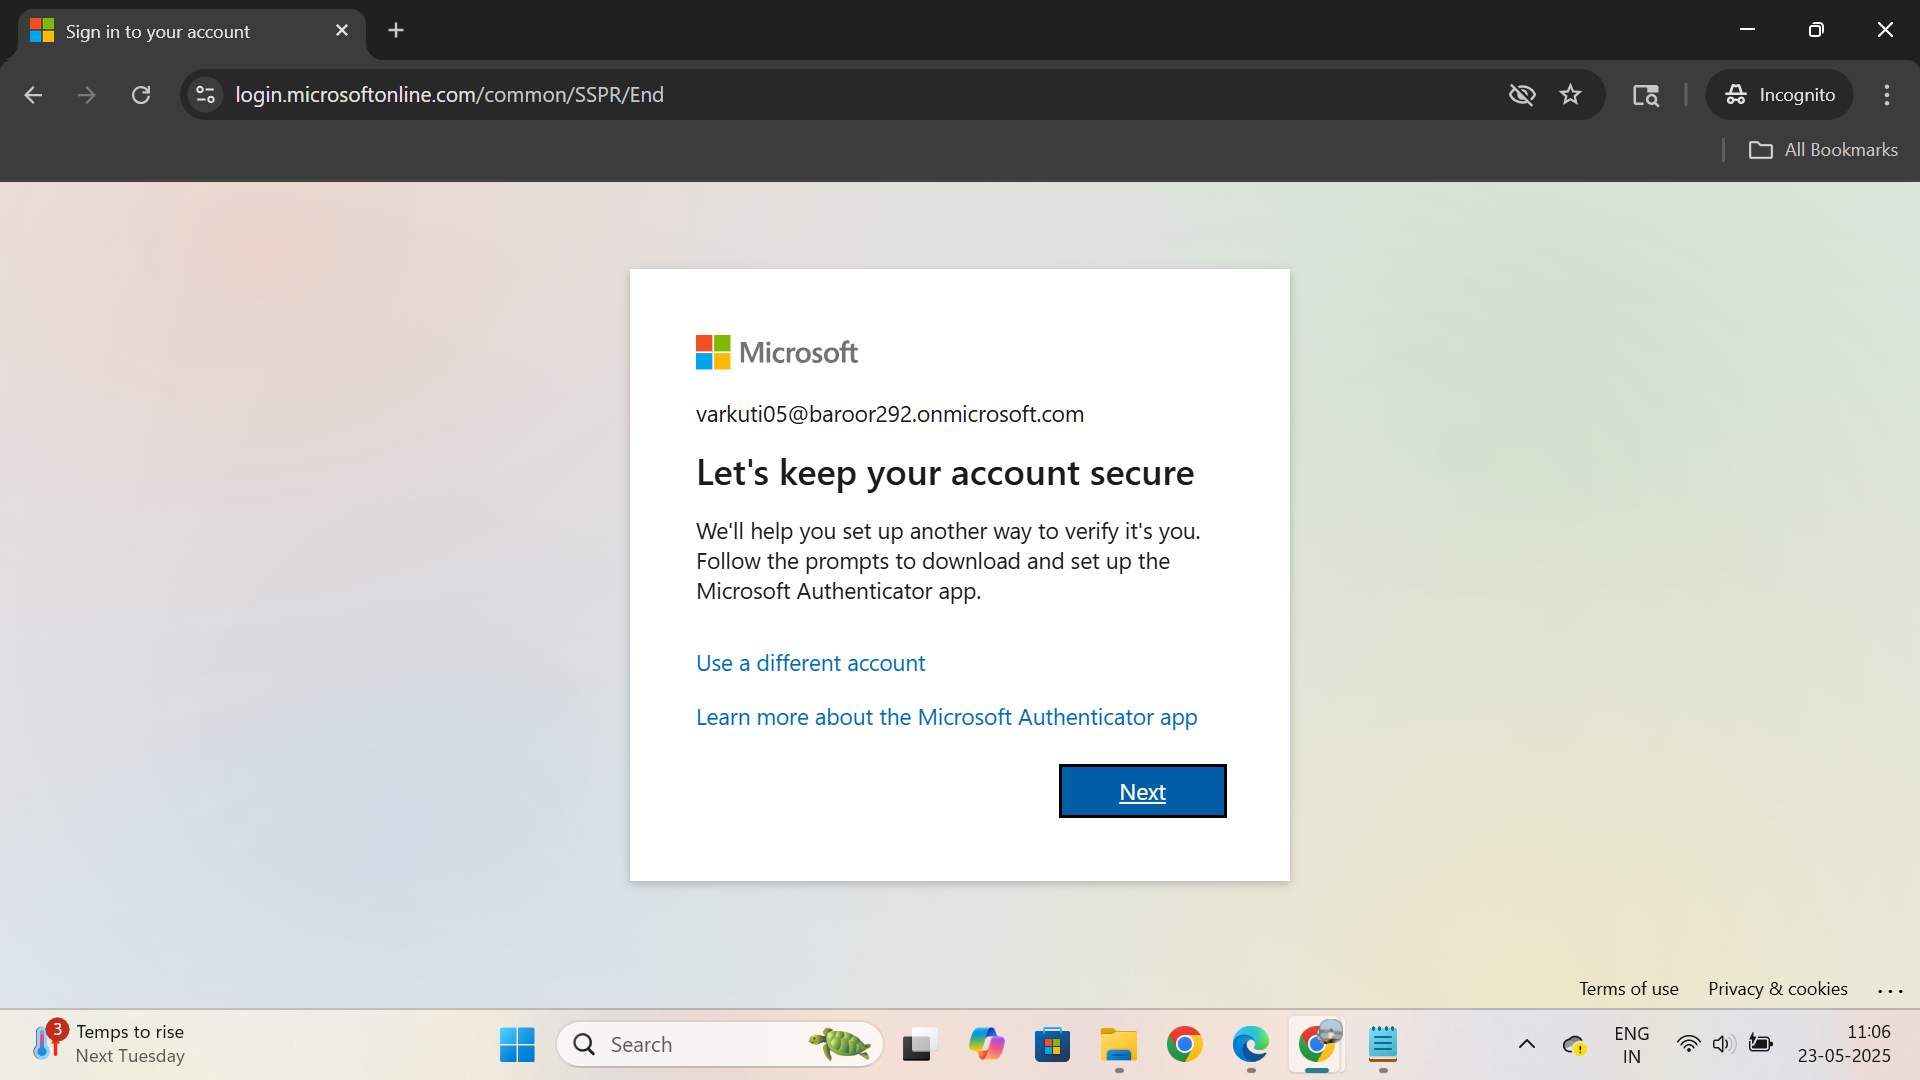 Sign in to your account
login.microsoftonline.com/common/SSPR/End
Incognito
All Bookmarks
Microsoft
varkuti05@baroor292.onmicrosoft.com
Let's keep your account secure
We'll help you set up another way to verify it's you.
Follow the prompts to download and set up the
Microsoft Authenticator app.
Use a different account
Learn more about the Microsoft Authenticator app
Next
Terms of use
Privacy & cookies
...
3
Temps to rise
Next Tuesday
Search
ENG
IN
11:06
23-05-2025